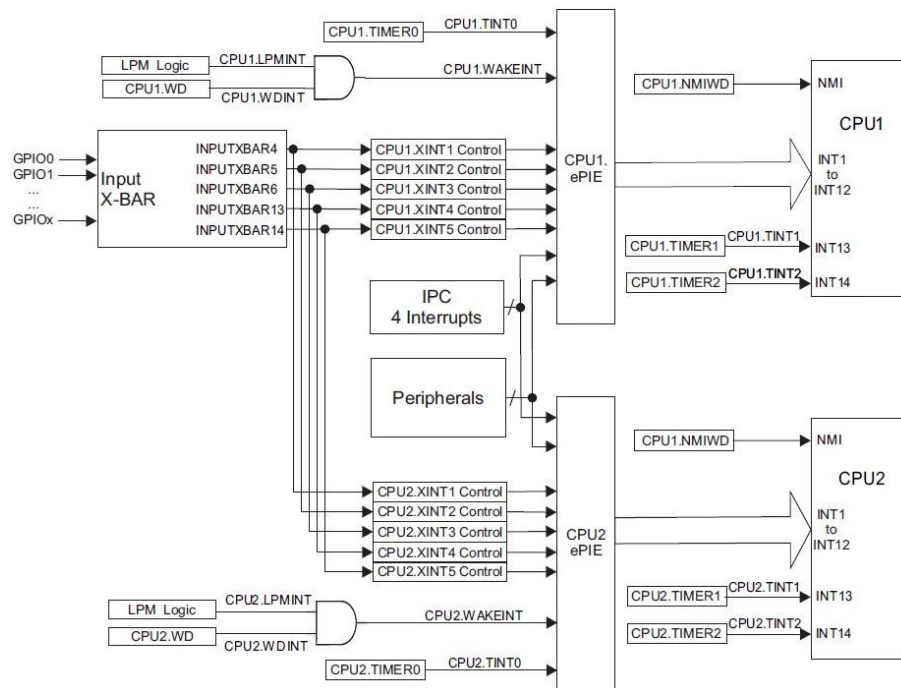 CPU1.TIMER0
CPU1.TINT0
LPM Logic
CPU1.LPMINT
CPU1.WD
CPU1.WDINT
CPU1.WAKEINT
CPU1.NMIWD
NMI
CPU1
GPIO0
GPIO1
...
...
GPIOx
Input
X-BAR
INPUTXBAR4
INPUTXBAR5
INPUTXBAR6
INPUTXBAR13
INPUTXBAR14
CPU1.XINT1 Control
CPU1.XINT2 Control
CPU1.XINT3 Control
CPU1.XINT4 Control
CPU1.XINT5 Control
CPU1.
ePIE
INT1
to
INT12
CPU1.TIMER1
CPU1.TINT1
INT13
CPU1.TIMER2
CPU1.TINT2
INT14
IPC
4 Interrupts
Peripherals
CPU1.NMIWD
NMI
CPU2
CPU2.XINT1 Control
CPU2.XINT2 Control
CPU2.XINT3 Control
CPU2.XINT4 Control
CPU2.XINT5 Control
CPU2
ePIE
INT1
to
INT12
CPU2.TIMER1
CPU2.TINT1
INT13
CPU2.TIMER2
CPU2.TINT2
INT14
LPM Logic
CPU2.LPMINT
CPU2.WD
CPU2.WDINT
CPU2.WAKEINT
CPU2.TIMER0
CPU2.TINT0